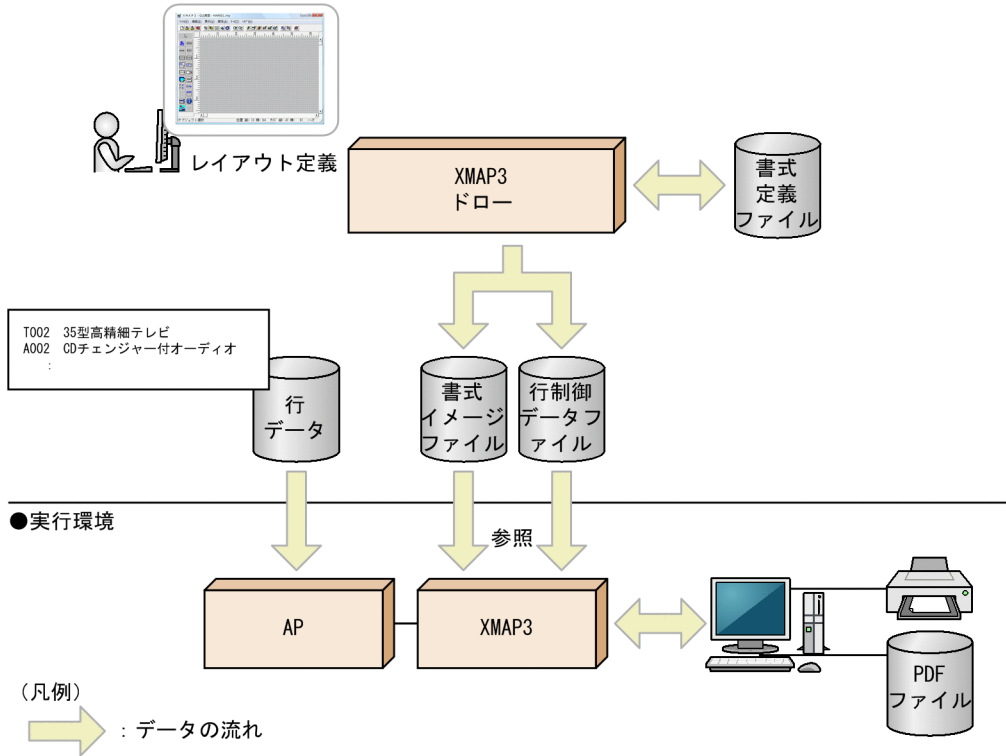 レイアウト定義
XMAP3
ドロー
書式
定義
ファイル
T002 35型高精細テレビ
A002 CDチェンジャー付オーディオ
:
行
データ
書式
イメージ
ファイル
行制御
データフ
ァイル
●実行環境
参照
AP
XMAP3
PDF
ファイル
（凡例）
：データの流れ